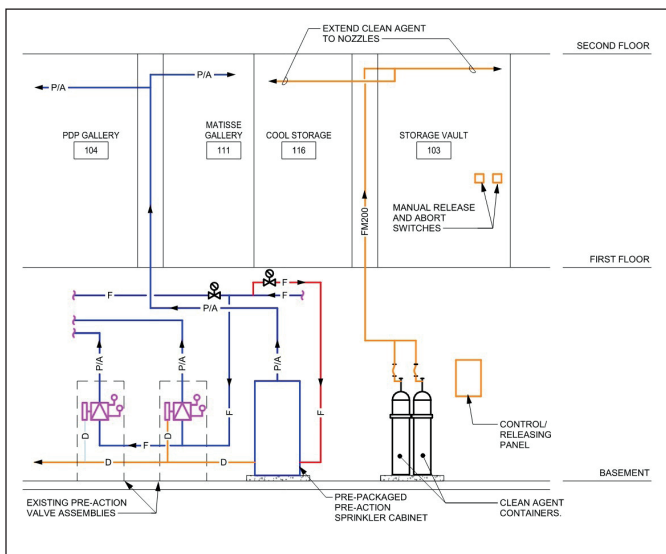 EXTEND CLEAN AGENT
TO NOZZLES
SECOND FLOOR
P/A
P/A
PDP GALLERY
104
MATISSE
GALLERY
111
COOL STORAGE
116
STORAGE VAULT
103
FM200
MANUAL RELEASE
AND ABORT
SWITCHES
FIRST FLOOR
F
F
P/A
P/A
P/A
P/A
F
F
D
D
F
D
D
CONTROL/
RELEASING
PANEL
BASEMENT
EXISTING PRE-ACTION
VALVE ASSEMBLIES
PRE-PACKAGED
PRE-ACTION
SPRINKLER CABINET
CLEAN AGENT
CONTAINERS.